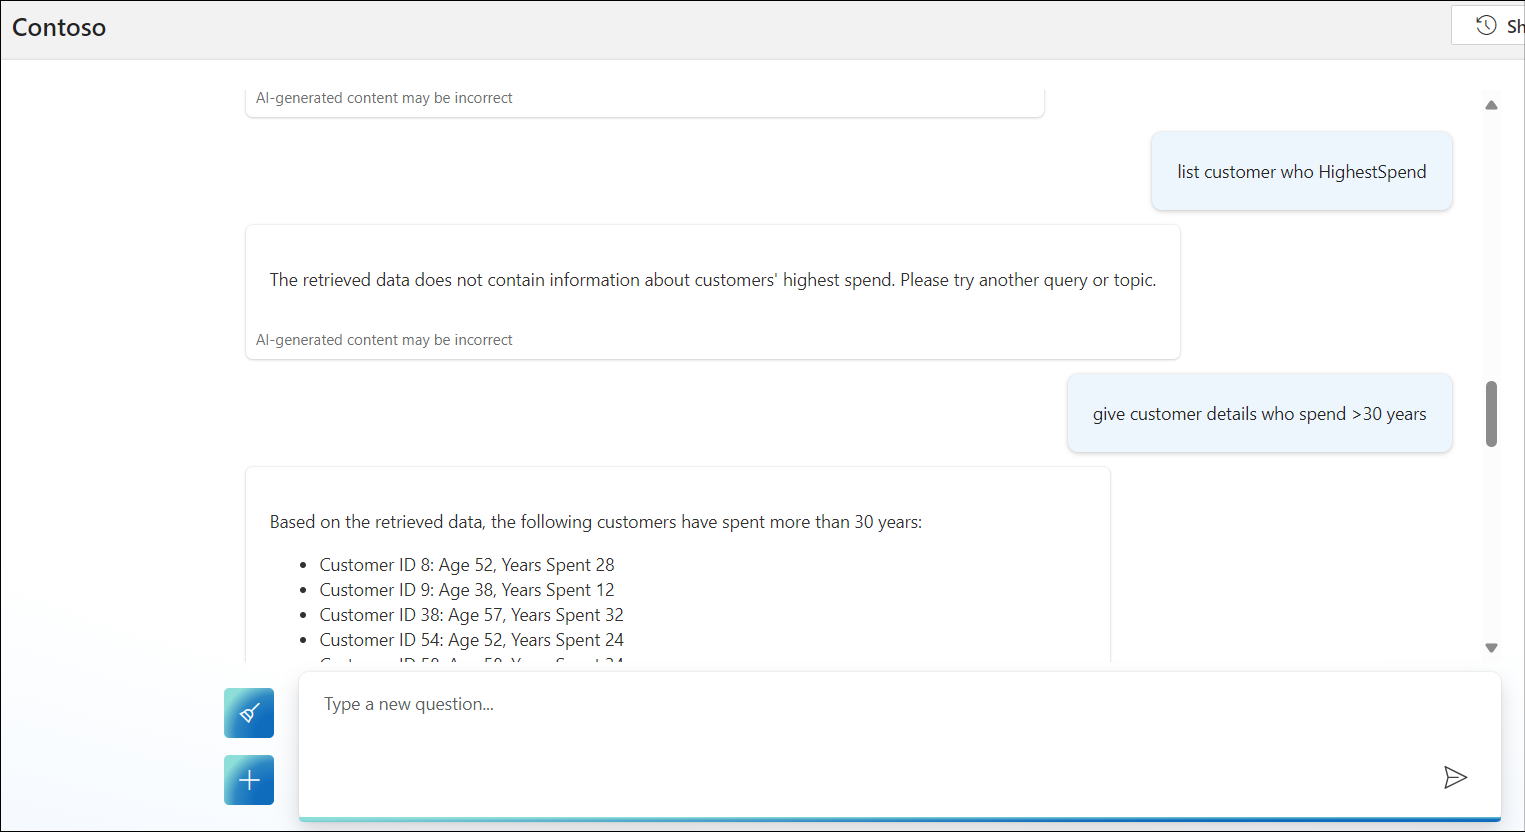 Contoso
Sh
AI-generated content may be incorrect
list customer who HighestSpend
The retrieved data does not contain information about customers' highest spend. Please try another query or topic.
AI-generated content may be incorrect
give customer details who spend >30 years
Based on the retrieved data, the following customers have spent more than 30 years:
• Customer ID 8: Age 52, Years Spent 28
• Customer ID 9: Age 38, Years Spent 12
• Customer ID 38: Age 57, Years Spent 32
• Customer ID 54: Age 52, Years Spent 24
Type a new question...